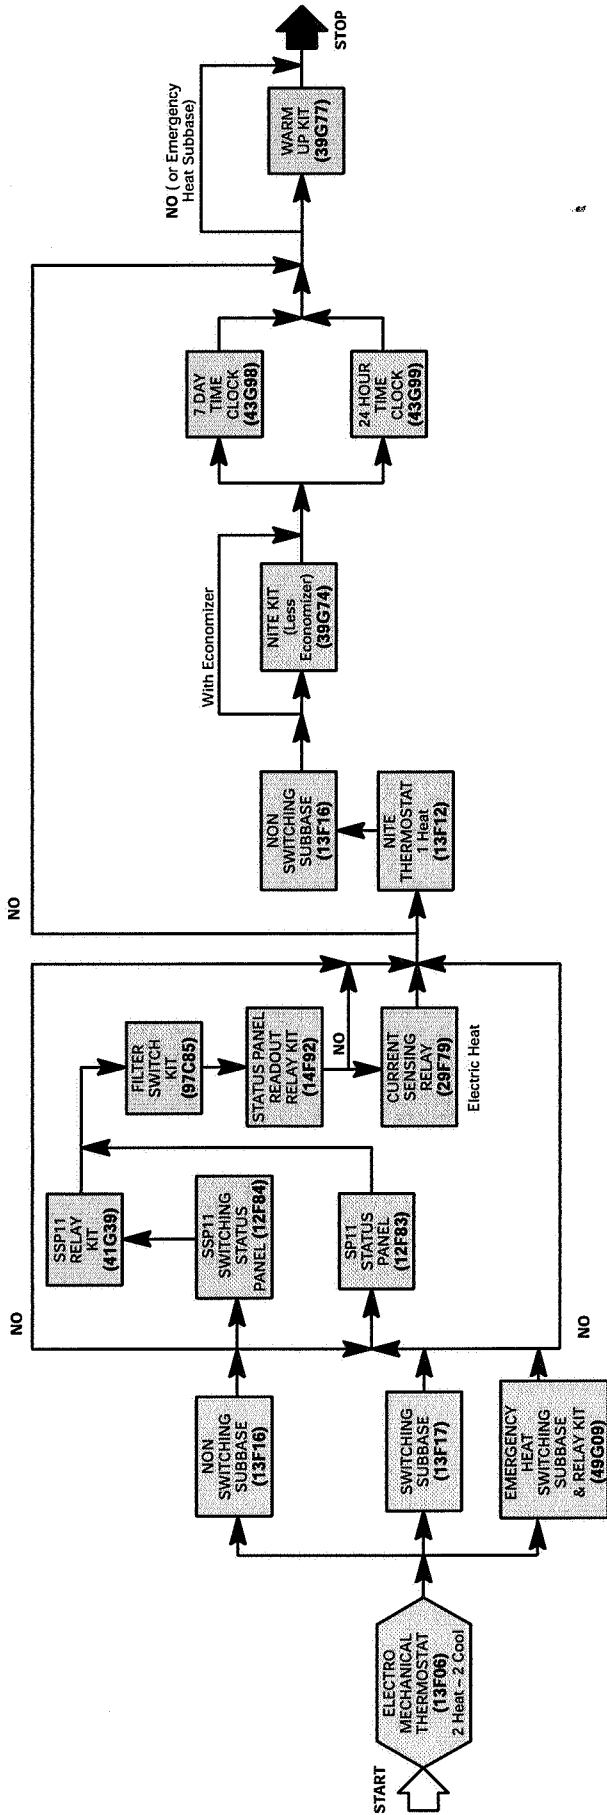 START
ELECTRO
MECHANICAL
THERMOSTAT
(13F06)
2 Heat – 2 Cool
NON
SWITCHING
SUBBASE
(13F16)
SWITCHING
SUBBASE
(13F17)
EMERGENCY
HEAT
SWITCHING
SUBBASE
& RELAY KIT
(49G09)
NO
NO
SSP11
RELAY
KIT
(41G39)
SSP11
SWITCHING
STATUS
PANEL (12F84)
SP11
STATUS
PANEL
(12F83)
FILTER
SWITCH
KIT
(97C85)
STATUS PANEL
READOUT
RELAY KIT
(14F92)
NO
CURRENT
SENSING
RELAY
(29F79)
Electric Heat
NO
NITE
THERMOSTAT
1 Heat
(13F12)
NON
SWITCHING
SUBBASE
(13F16)
With Economizer
NITE KIT
(Less
Economizer)
(39G74)
7 DAY
TIME
CLOCK
(43G98)
24 HOUR
TIME
CLOCK
(43G99)
NO ( or Emergency
Heat Subbase)
WARM
UP KIT
(39G77)
STOP